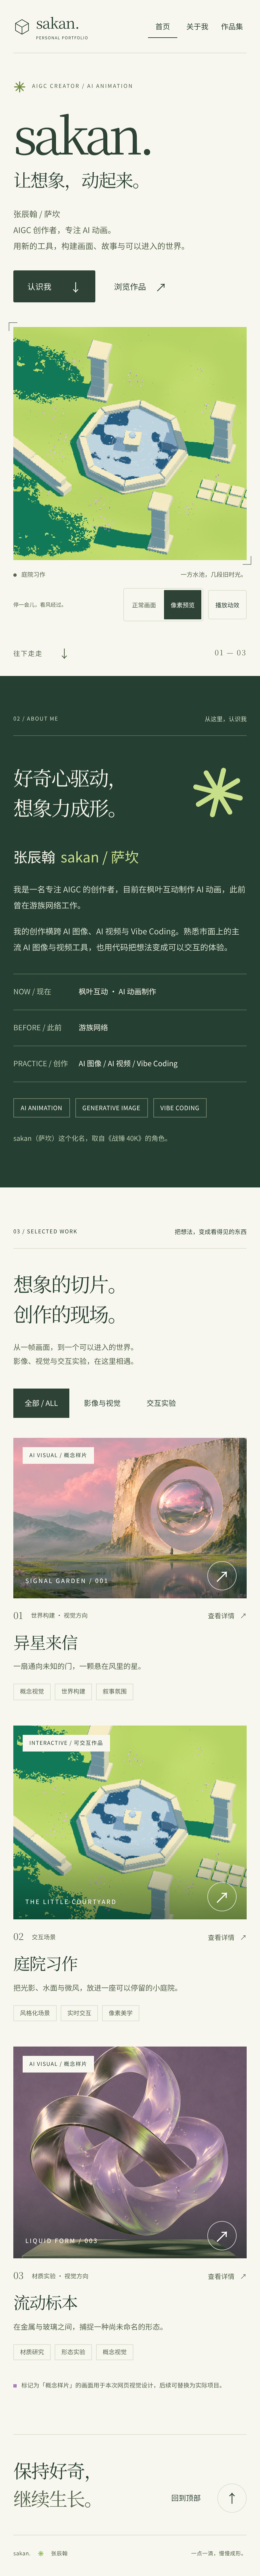 sakan.
PERSONAL PORTFOLIO
首页 关于我 作品集
AIGC CREATOR / AI ANIMATION
sakan.
让想象，动起来。
张辰翰 / 萨坎
AIGC 创作者，专注 AI 动画。
用新的工具，构建画面、故事与可以进入的世界。
认识我 ↓ 浏览作品 ↗
庭院习作 一方水池，几段旧时光。
停一会儿，看风经过。 正常画面 像素预览 播放动效
往下走走 ↓ 01 — 03
02 / ABOUT ME 从这里，认识我
好奇心驱动，
想象力成形。
张辰翰 sakan / 萨坎
我是一名专注 AIGC 的创作者，目前在枫叶互动制作 AI 动画，此前
曾在游族网络工作。
我的创作横跨 AI 图像、AI 视频与 Vibe Coding。熟悉市面上的主
流 AI 图像与视频工具，也用代码把想法变成可以交互的体验。
NOW / 现在 枫叶互动 · AI 动画制作
BEFORE / 此前 游族网络
PRACTICE / 创作 AI 图像 / AI 视频 / Vibe Coding
AI ANIMATION GENERATIVE IMAGE VIBE CODING
sakan（萨坎）这个化名，取自《战锤 40K》的角色。
03 / SELECTED WORK 把想法，变成看得见的东西
想象的切片。
创作的现场。
从一帧画面，到一个可以进入的世界。
影像、视觉与交互实验，在这里相遇。
全部 / ALL 影像与视觉 交互实验
AI VISUAL / 概念样片
SIGNAL GARDEN / 001
01 世界构建 · 视觉方向 查看详情 ↗
异星来信
一扇通向未知的门，一颗悬在风里的星。
概念视觉 世界构建 叙事氛围
INTERACTIVE / 可交互作品
THE LITTLE COURTYARD
02 交互场景 查看详情 ↗
庭院习作
把光影、水面与微风，放进一座可以停留的小庭院。
风格化场景 实时交互 像素美学
AI VISUAL / 概念样片
LIQUID FORM / 003
03 材质实验 · 视觉方向 查看详情 ↗
流动标本
在金属与玻璃之间，捕捉一种尚未命名的形态。
材质研究 形态实验 概念视觉
标记为「概念样片」的画面用于本次网页视觉设计，后续可替换为实际项目。
保持好奇，
继续生长。
回到顶部 ↑
sakan. 张辰翰 一点一滴，慢慢成形。